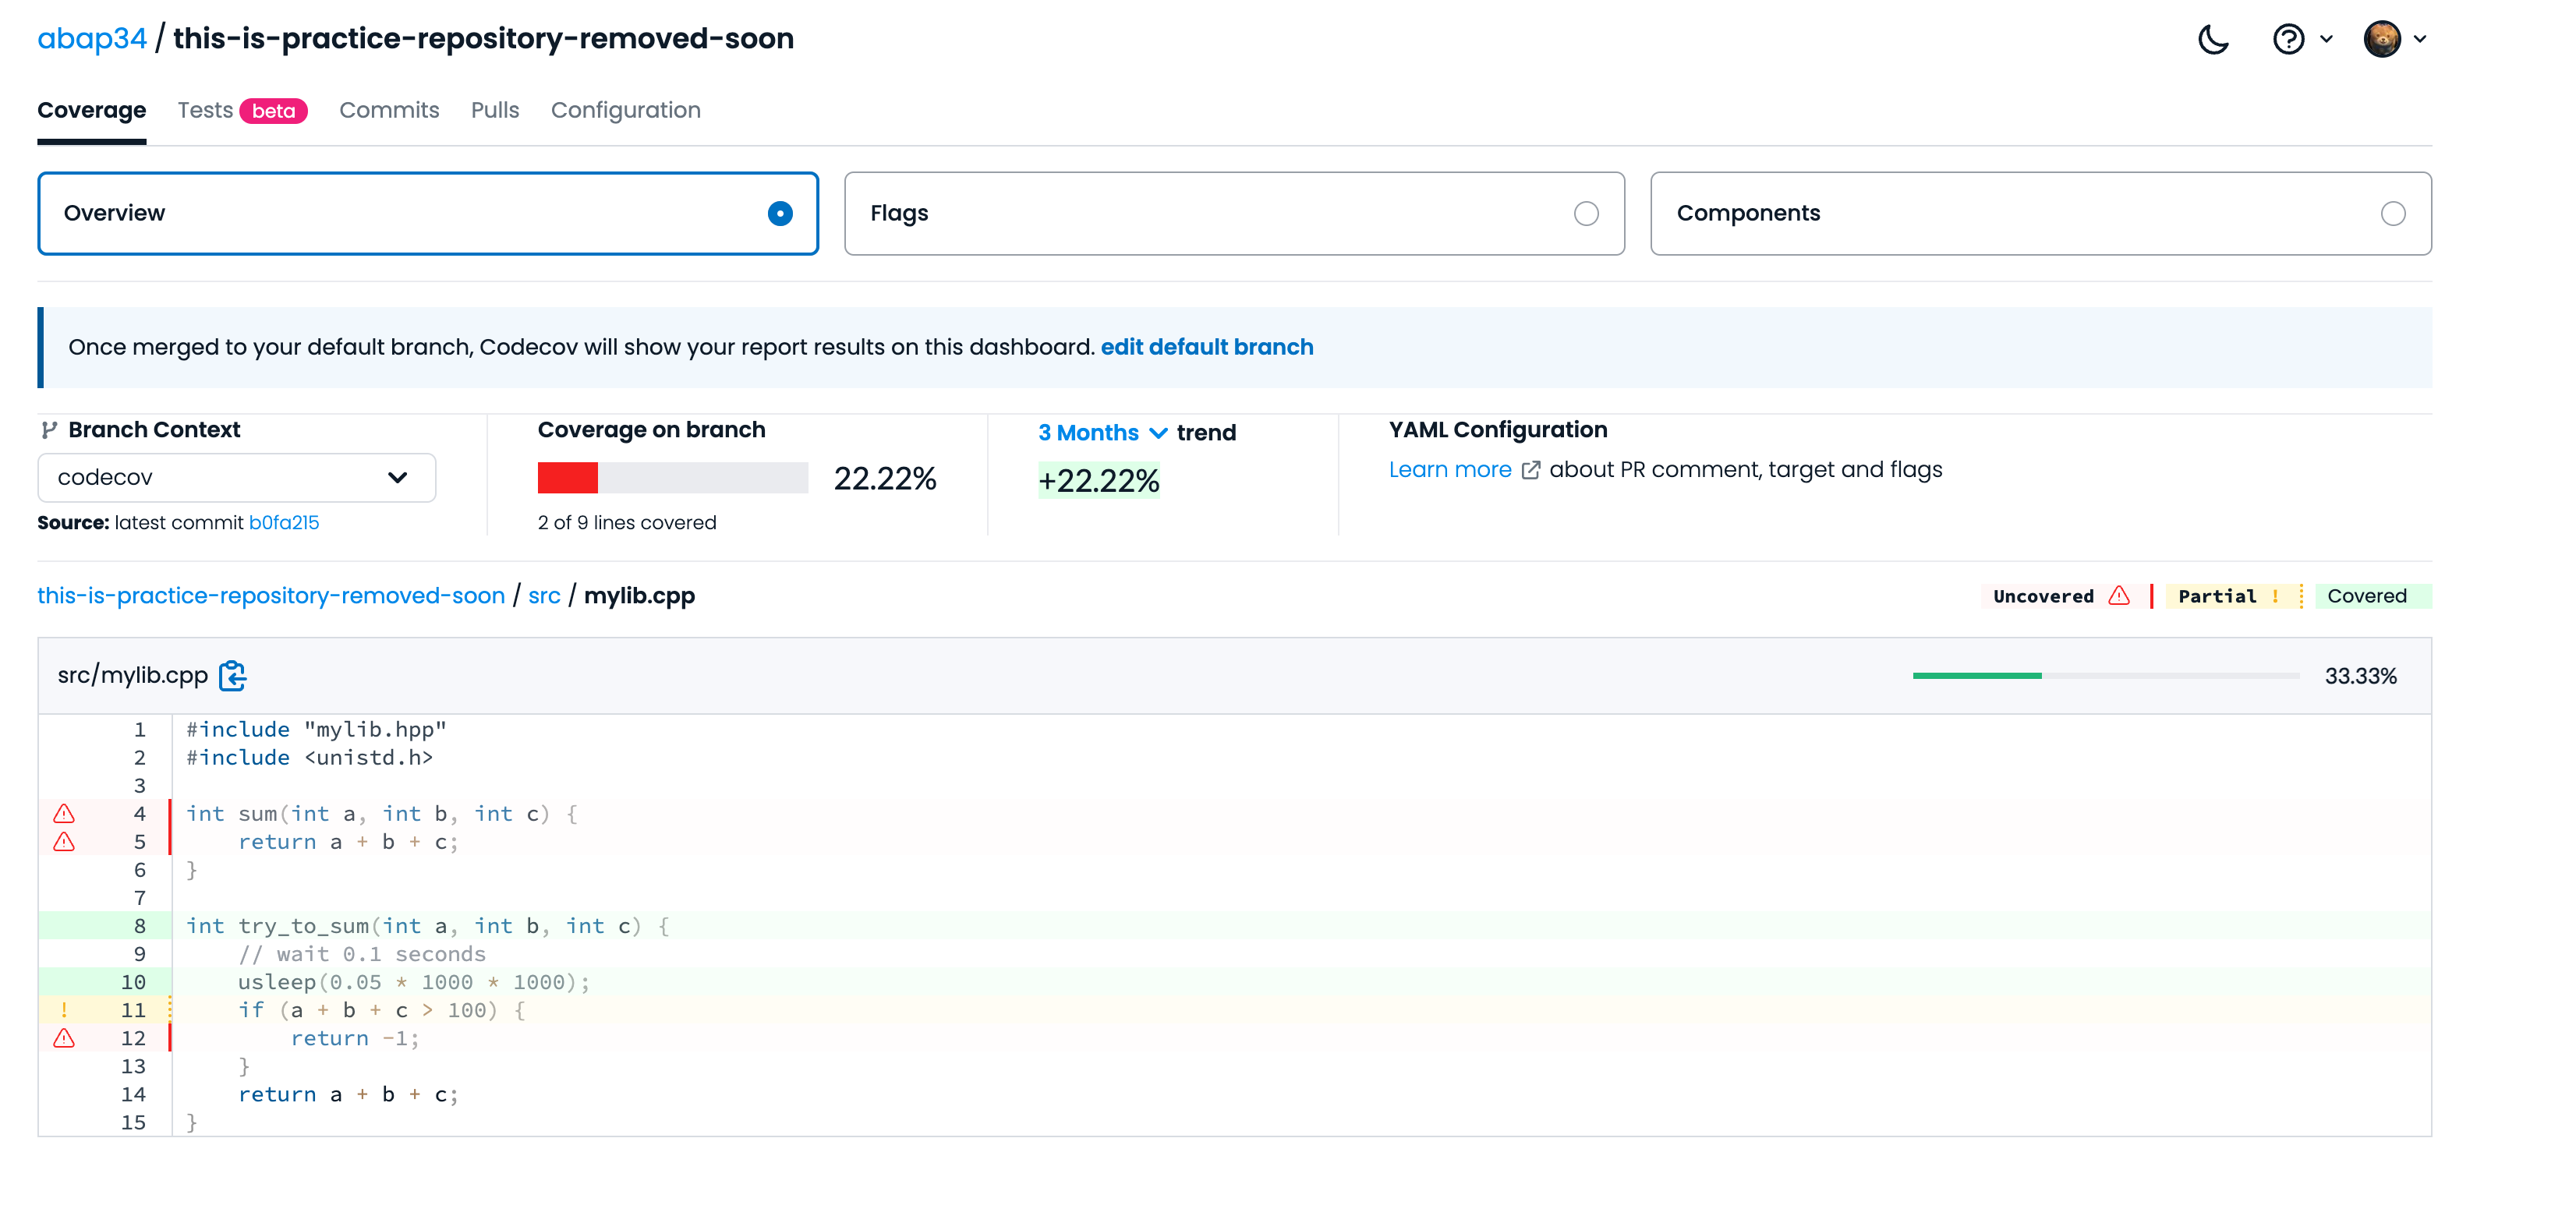 abap34 / this-is-practice-repository-removed-soon
Coverage Tests beta Commits Pulls Configuration
Overview Flags Components
Once merged to your default branch, Codecov will show your report results on this dashboard. edit default branch
Branch Context
codecov
Source: latest commit b0fa215
Coverage on branch
22.22%
2 of 9 lines covered
3 Months trend
+22.22%
YAML Configuration
Learn more about PR comment, target and flags
this-is-practice-repository-removed-soon / src / mylib.cpp
Uncovered Partial ! Covered
src/mylib.cpp 33.33%
1 #include "mylib.hpp"
2 #include <unistd.h>
3
4 int sum(int a, int b, int c) {
5     return a + b + c;
6 }
7
8 int try_to_sum(int a, int b, int c) {
9     // wait 0.1 seconds
10     usleep(0.05 * 1000 * 1000);
! 11     if (a + b + c > 100) {
12         return -1;
13     }
14     return a + b + c;
15 }